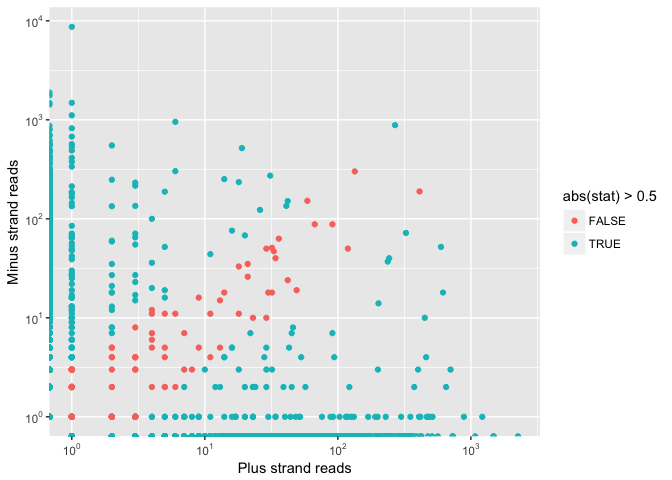 10⁴
10³
10²
10¹
10⁰
Minus strand reads
10⁰ 10¹ 10² 10³
Plus strand reads
abs(stat) > 0.5
FALSE
TRUE